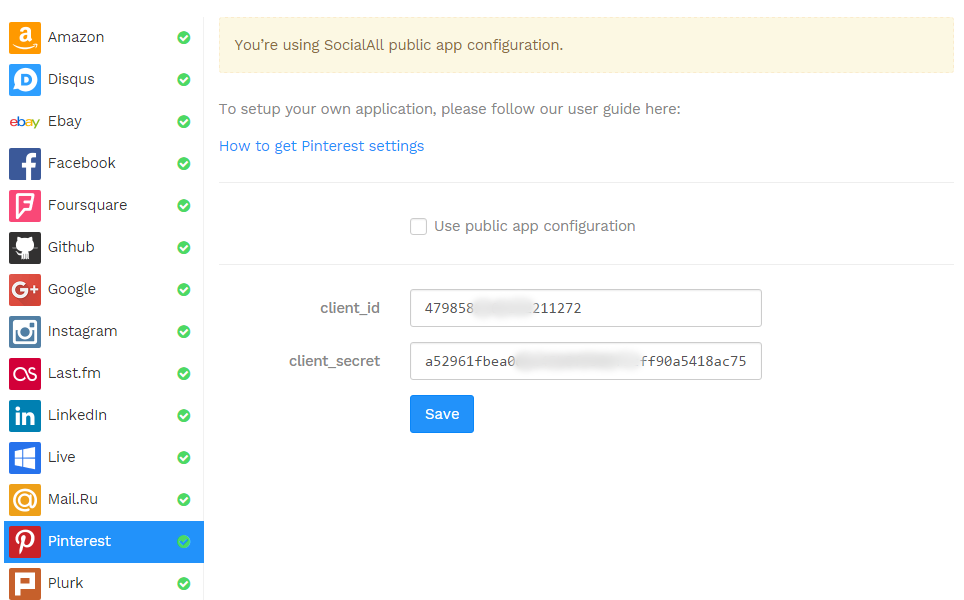 Amazon
Disqus
ebay Ebay
Facebook
Foursquare
Github
G+ Google
Instagram
Last.fm
in LinkedIn
Live
Mail.Ru
Pinterest
Plurk
You’re using SocialAll public app configuration.
To setup your own application, please follow our user guide here:
How to get Pinterest settings
Use public app configuration
client_id 479858 211272
client_secret a52961fbea0 ff90a5418ac75
Save